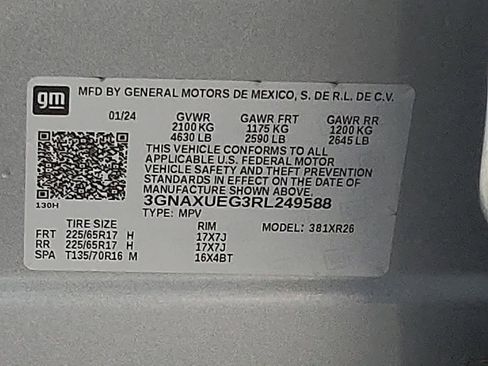 gm MFD BY GENERAL MOTORS DE MEXICO, S. DE R.L. DE C.V.
01/24 GVWR GAWR FRT GAWR RR
2100 KG 1175 KG 1200 KG
4630 LB 2590 LB 2645 LB
THIS VEHICLE CONFORMS TO ALL
APPLICABLE U.S. FEDERAL MOTOR
VEHICLE SAFETY AND THEFT PREVENTION
STANDARDS IN EFFECT ON THE DATE OF
MANUFACTURE SHOWN ABOVE.
130H 3GNAXUEG3RL249588
TYPE: MPV
TIRE SIZE RIM MODEL: 381XR26
FRT 225/65R17 H 17X7J
RR 225/65R17 H 17X7J
SPA T135/70R16 M 16X4BT